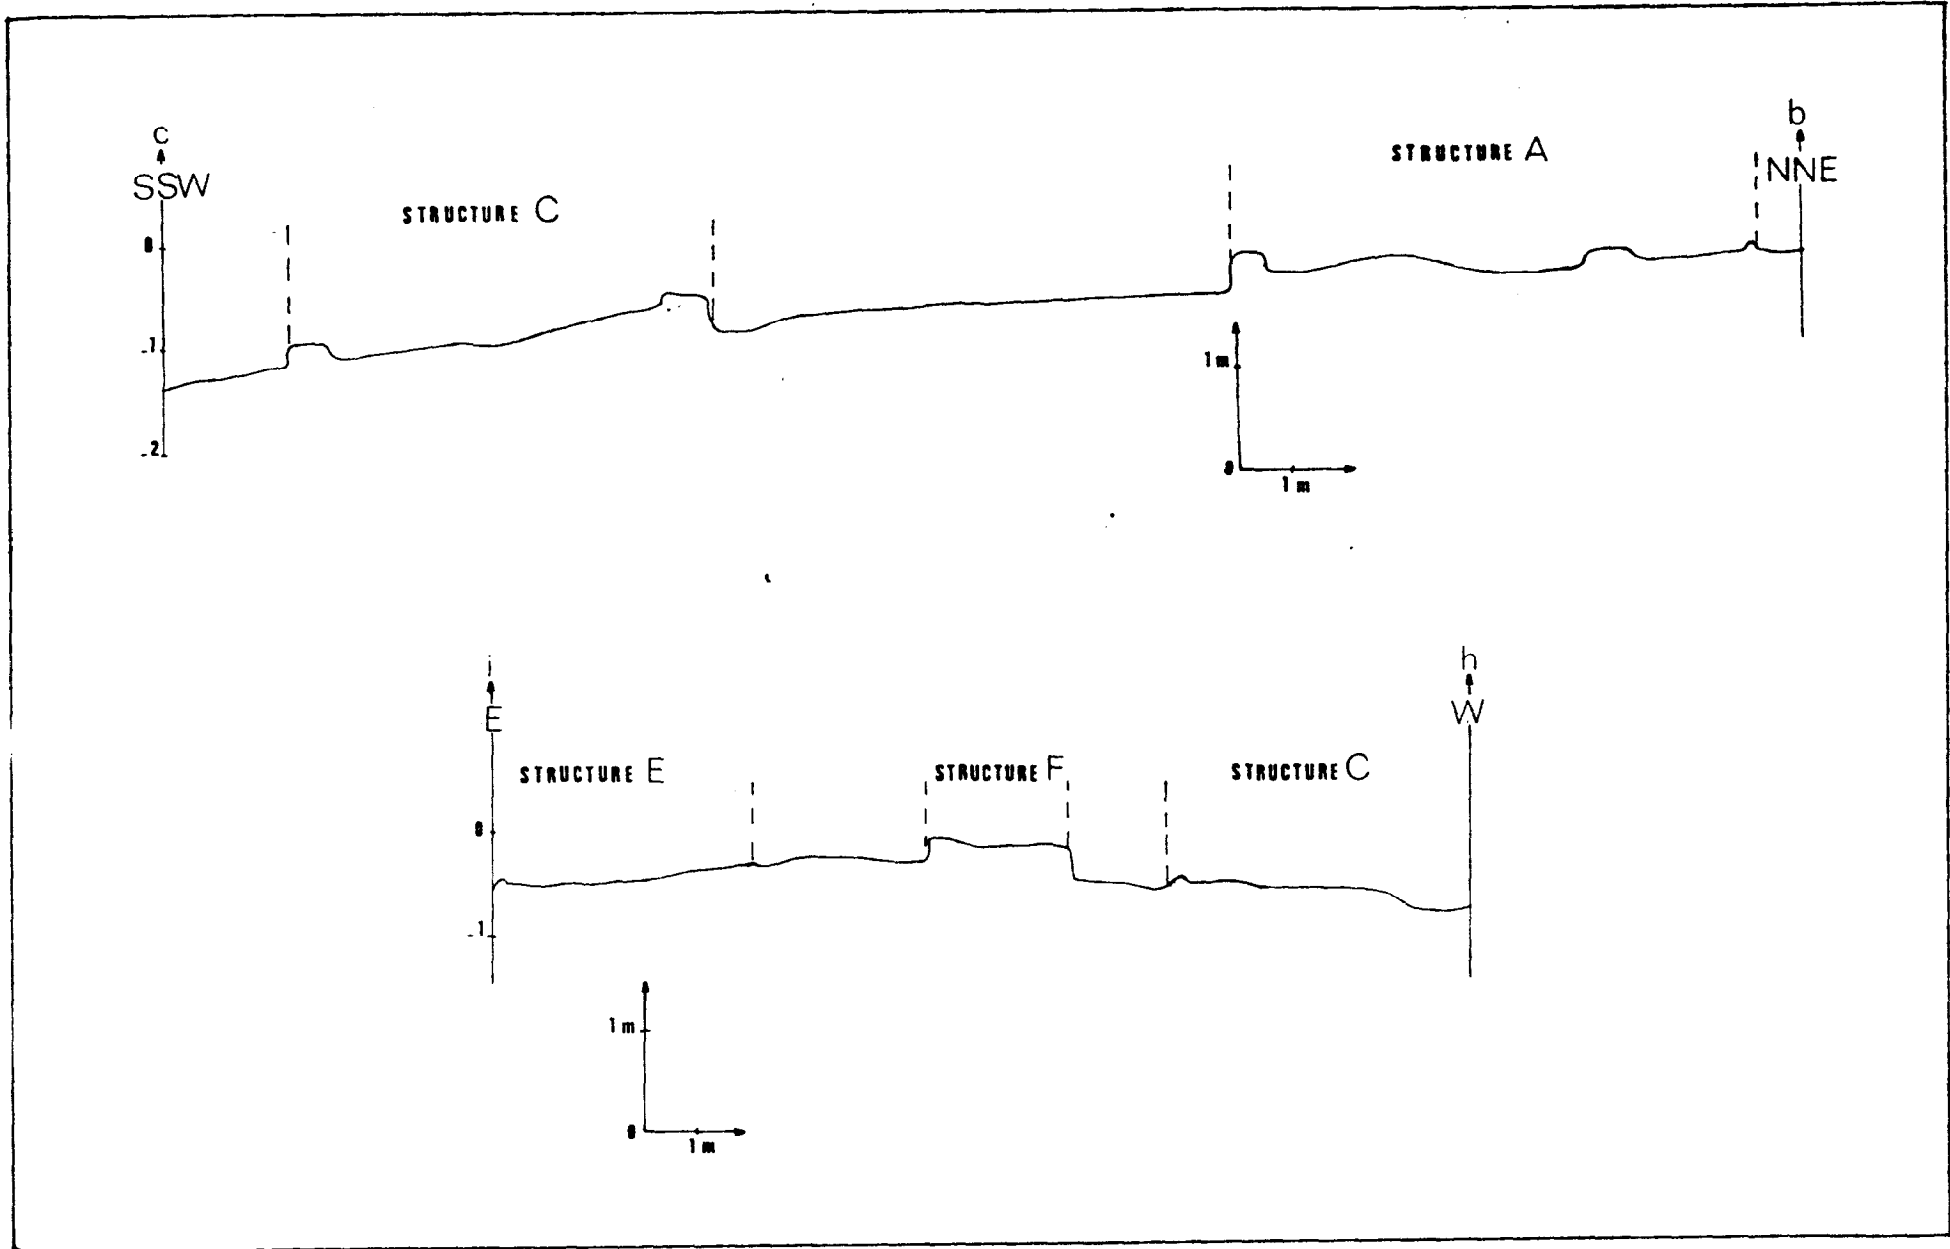 c
SSW
b
NNE
STRUCTURE C
STRUCTURE A
0
-1
-2
1m
0
1m
i
E
h
W
STRUCTURE E
STRUCTURE F
STRUCTURE C
0
-1
1m
0
1m